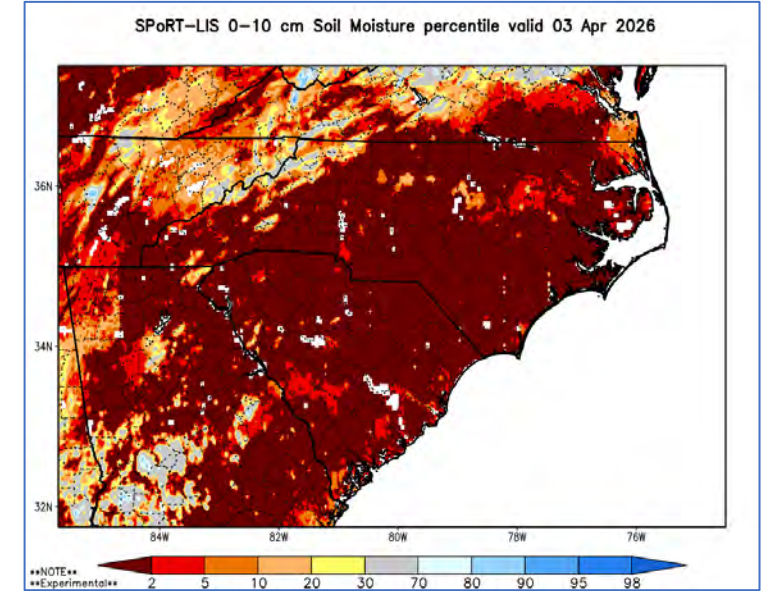 SPoRT-LIS 0-10 cm Soil Moisture percentile valid 03 Apr 2026
36N
34N
32N
84W 82W 80W 78W 76W
**NOTE**
**Experimental**
2 5 10 20 30 70 80 90 95 98